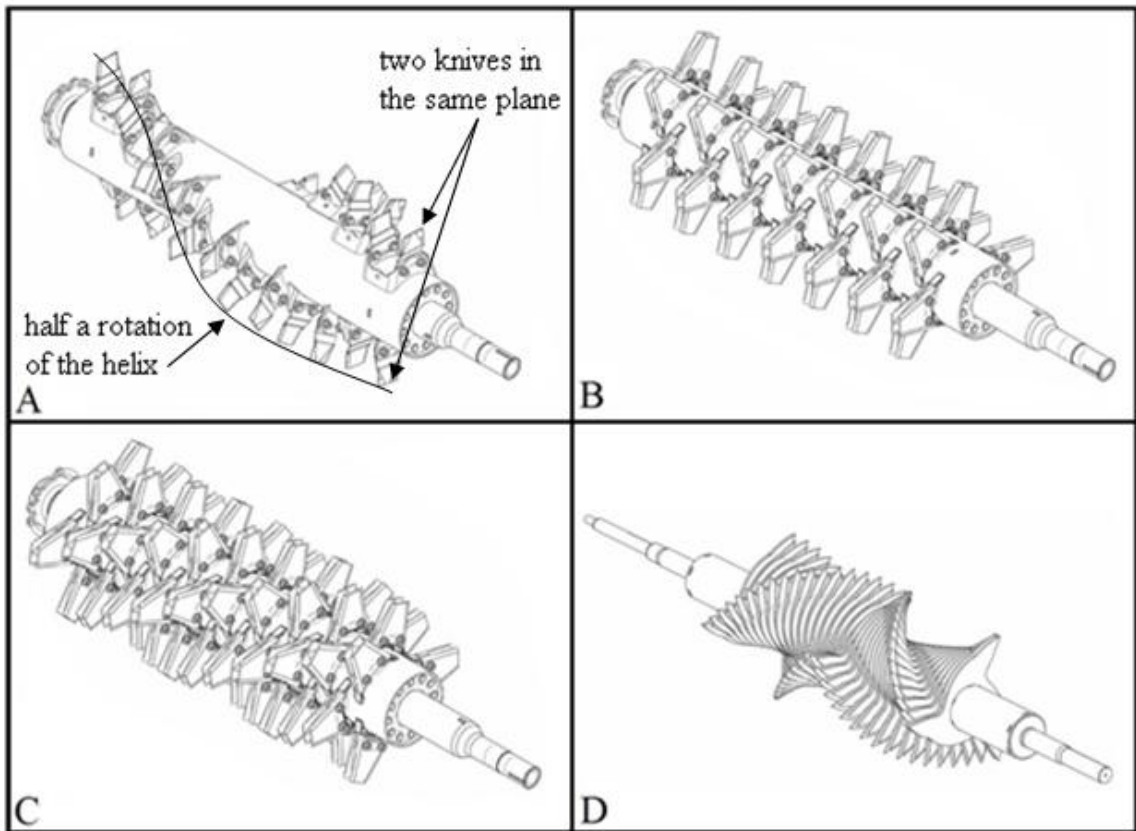 two knives in
the same plane
half a rotation
of the helix
A
B
C
D